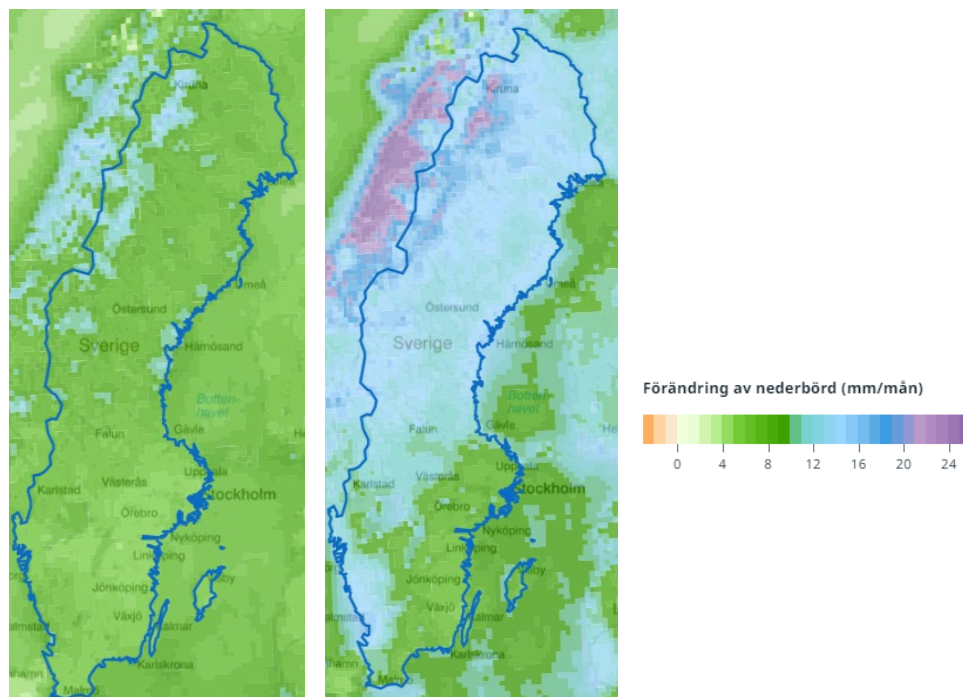 Kiruna
Umeå
Östersund
Sverige
Härnösand
Botten-
havet
Gävle
Falun
Uppsala
Västerås
Karlstad
Stockholm
Örebro
Nyköping
Linköping
Jönköping
Växjö
Kalmar
Karlskrona
Malmö
Kiruna
Umeå
Östersund
Sverige
Härnösand
Botten-
havet
Gävle
Falun
Uppsala
Västerås
Karlstad
Stockholm
Örebro
Nyköping
Linköping
Jönköping
Växjö
Kalmar
Karlskrona
Malmö
Förändring av nederbörd (mm/mån)
0 4 8 12 16 20 24